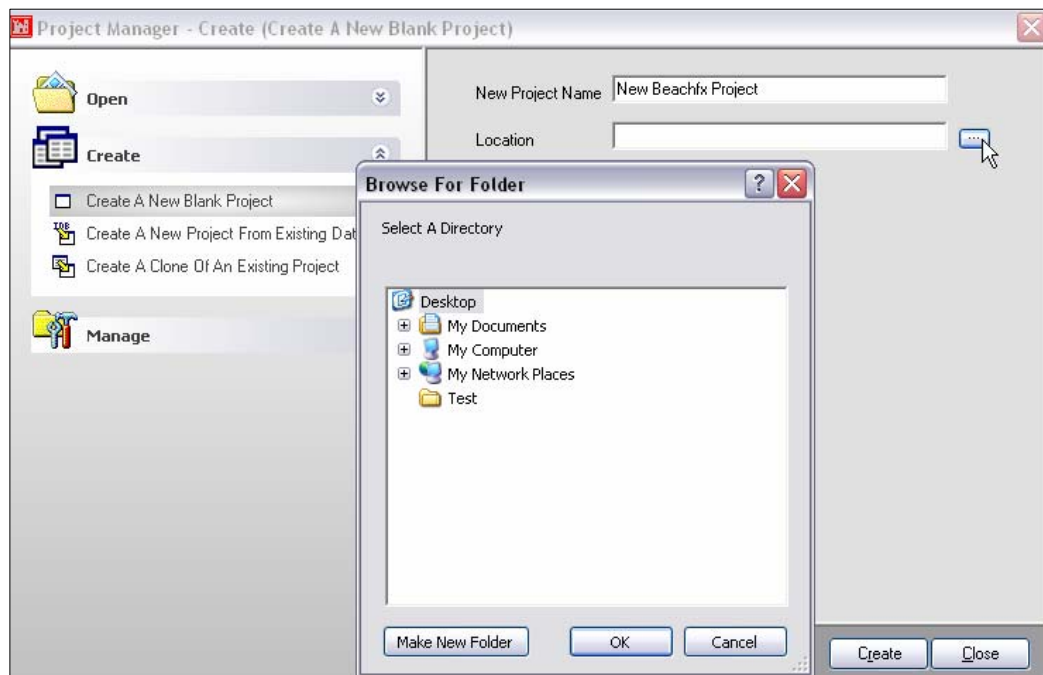 Project Manager - Create (Create A New Blank Project)
Open
Create
Create A New Blank Project
Create A New Project From Existing Dat
Create A Clone Of An Existing Project
Manage
New Project Name New Beachfx Project
Location
...
Browse For Folder
?
Select A Directory
Desktop
My Documents
My Computer
My Network Places
Test
Make New Folder OK Cancel
Create Close